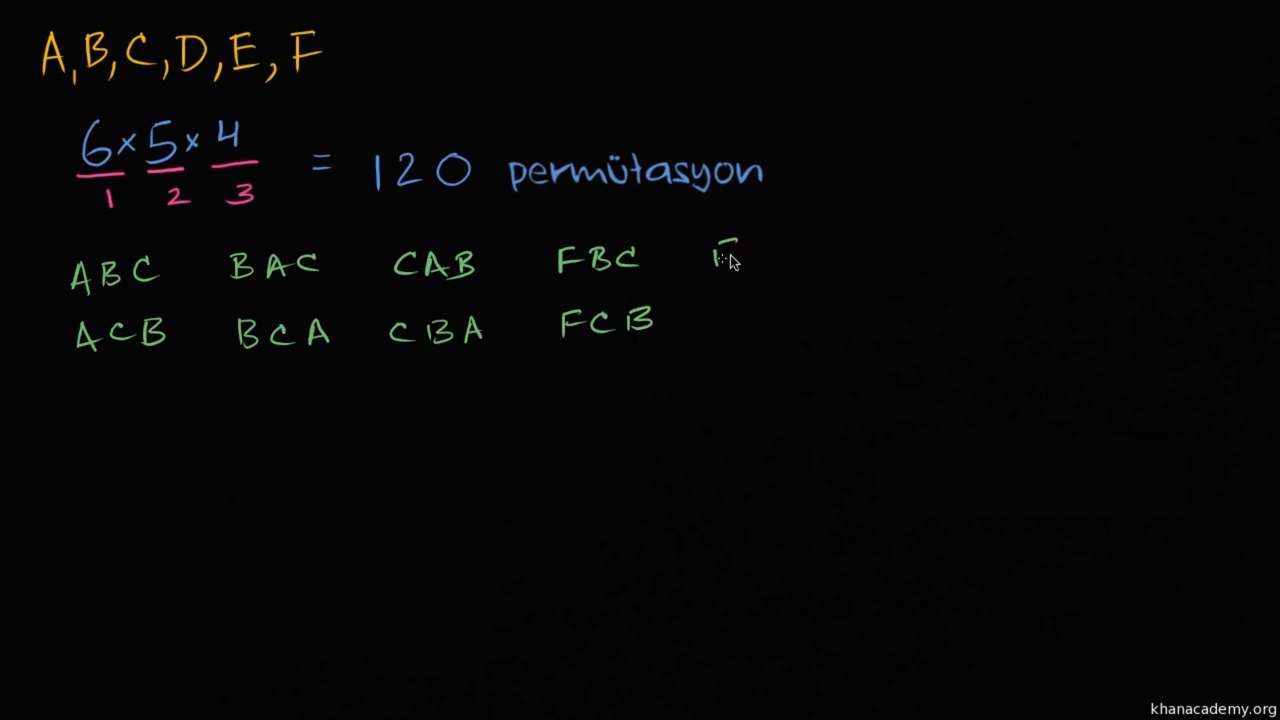 A, B, C, D, E, F
6 × 5 × 4 = 120 permütasyon
1 2 3
ABC BAC CAB FBC
ACB BCA CBA FCB
khanacademy.org